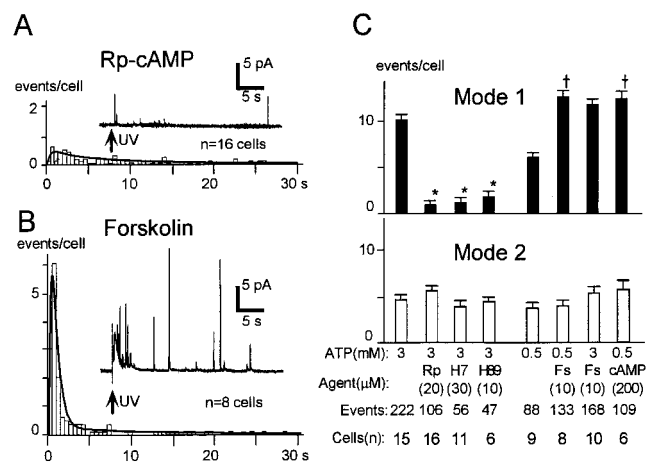 A
Rp-cAMP
5 pA
5 s
events/cell
2
1
0
UV
n=16 cells
0 10 20 30 s
B
Forskolin
events/cell
5
0
5 pA
5 s
UV
n=8 cells
0 10 20 30 s
C
events/cell
Mode 1
10
0
* * * † †
Mode 2
10
0
ATP(mM): 3 3 3 3 0.5 0.5 3 0.5
Agent(μM): Rp (20) H7 (30) H89 (10) Fs (10) Fs (10) cAMP (200)
Events: 222 106 56 47 88 133 168 109
Cells(n): 15 16 11 6 9 8 10 6